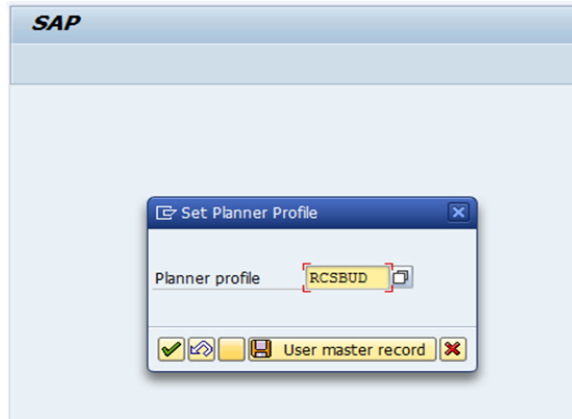 SAP
Set Planner Profile
Planner profile RCSBUD
User master record